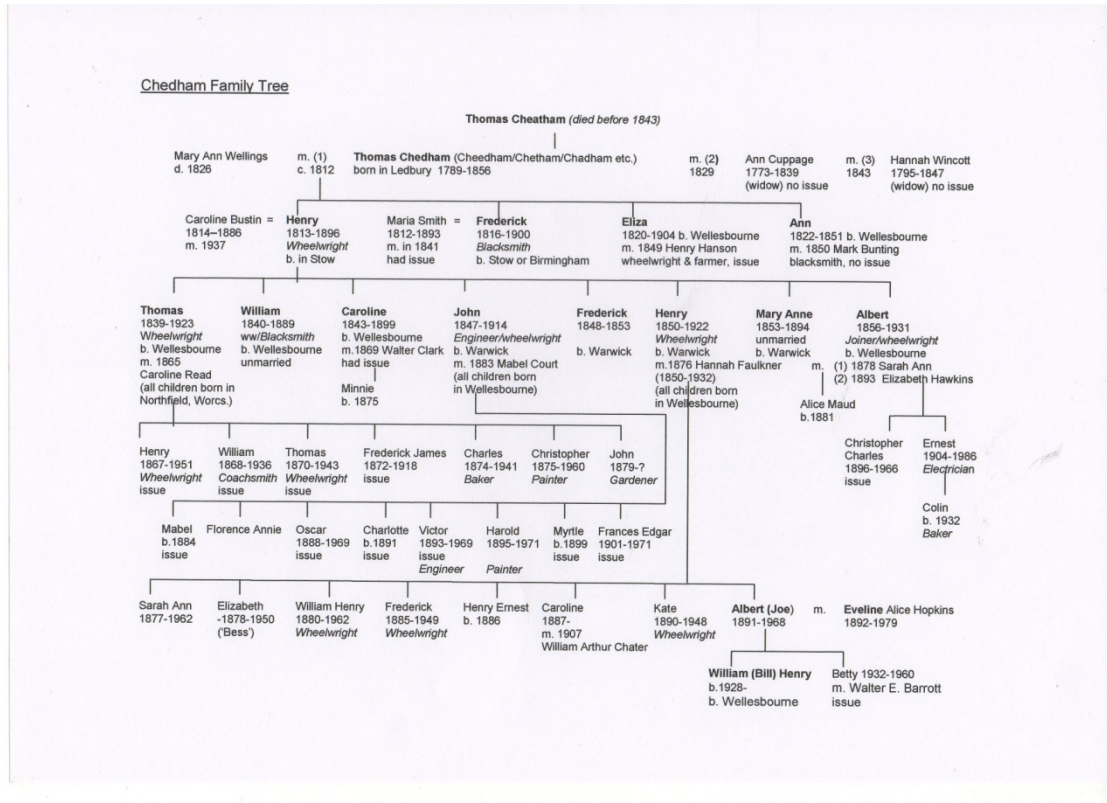 Chedham Family Tree
Thomas Cheatham (died before 1843)
Mary Ann Wellings
d. 1826
m. (1)
c. 1812
Thomas Chedham (Cheedham/Chetham/Chadham etc.)
born in Ledbury 1789-1856
m. (2)
1829
Ann Cuppage
1773-1839
(widow) no issue
m. (3)
1843
Hannah Wincott
1795-1847
(widow) no issue
Caroline Bustin =
1814–1886
m. 1937
Henry
1813-1896
Wheelwright
b. in Stow
Maria Smith =
1812-1893
m. in 1841
had issue
Frederick
1816-1900
Blacksmith
b. Stow or Birmingham
Eliza
1820-1904 b. Wellesbourne
m. 1849 Henry Hanson
wheelwright & farmer, issue
Ann
1822-1851 b. Wellesbourne
m. 1850 Mark Bunting
blacksmith, no issue
Thomas
1839-1923
Wheelwright
b. Wellesbourne
m. 1865
Caroline Read
(all children born in
Northfield, Worcs.)
William
1840-1889
ww/Blacksmith
b. Wellesbourne
unmarried
Caroline
1843-1899
b. Wellesbourne
m.1869 Walter Clark
had issue
Minnie
b. 1875
John
1847-1914
Engineer/wheelwright
b. Warwick
m. 1883 Mabel Court
(all children born
in Wellesbourne)
Frederick
1848-1853
b. Warwick
Henry
1850-1922
Wheelwright
b. Warwick
m.1876 Hannah Faulkner
(1850-1932)
(all children born
in Wellesbourne)
Mary Anne
1853-1894
unmarried
b. Warwick
Albert
1856-1931
Joiner/wheelwright
b. Wellesbourne
m. (1) 1878 Sarah Ann
(2) 1893 Elizabeth Hawkins
Alice Maud
b.1881
Christopher
Charles
1896-1966
issue
Ernest
1904-1986
Electrician
Colin
b. 1932
Baker
Henry
1867-1951
Wheelwright
issue
William
1868-1936
Coachsmith
issue
Thomas
1870-1943
Wheelwright
issue
Frederick James
1872-1918
issue
Charles
1874-1941
Baker
Christopher
1875-1960
Painter
John
1879-?
Gardener
Mabel
b.1884
issue
Florence Annie
Oscar
1888-1969
issue
Charlotte
b.1891
issue
Victor
1893-1969
issue
Engineer
Harold
1895-1971
Painter
Myrtle
b.1899
issue
Frances Edgar
1901-1971
issue
Sarah Ann
1877-1962
Elizabeth
-1878-1950
('Bess')
William Henry
1880-1962
Wheelwright
Frederick
1885-1949
Wheelwright
Henry Ernest
b. 1886
Caroline
1887-
m. 1907
William Arthur Chater
Kate
1890-1948
Wheelwright
Albert (Joe)
1891-1968
m.
Eveline Alice Hopkins
1892-1979
William (Bill) Henry
b.1928-
b. Wellesbourne
Betty 1932-1960
m. Walter E. Barrott
issue